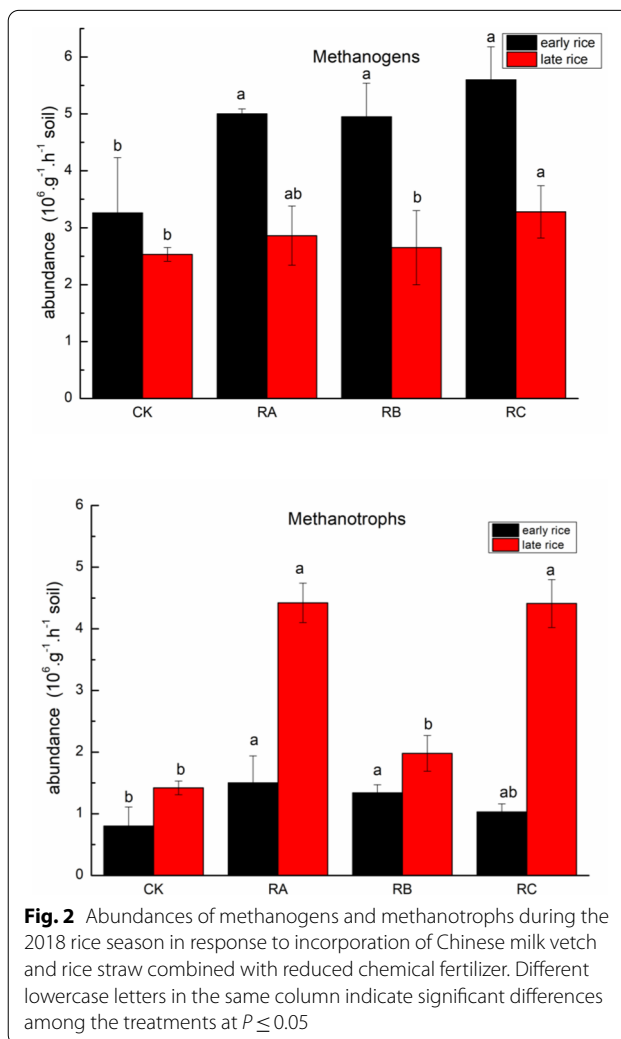 Methanogens
early rice
late rice
abundance (10⁶.g⁻¹.h⁻¹ soil)
6
5
4
3
2
1
0
b
b
a
ab
a
b
a
a
CK RA RB RC
Methanotrophs
early rice
late rice
abundance (10⁶.g⁻¹.h⁻¹ soil)
6
5
4
3
2
1
0
b
b
a
a
a
b
ab
a
CK RA RB RC
Fig. 2 Abundances of methanogens and methanotrophs during the
2018 rice season in response to incorporation of Chinese milk vetch
and rice straw combined with reduced chemical fertilizer. Different
lowercase letters in the same column indicate significant differences
among the treatments at P ≤ 0.05